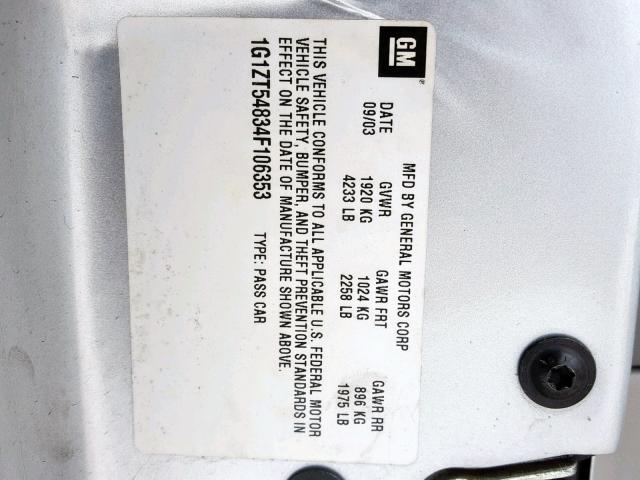 GM
MFD BY GENERAL MOTORS CORP
DATE GVWR GAWR FRT GAWR RR
09/03 1920 KG 1024 KG 896 KG
4233 LB 2258 LB 1975 LB
THIS VEHICLE CONFORMS TO ALL APPLICABLE U.S. FEDERAL MOTOR
VEHICLE SAFETY, BUMPER, AND THEFT PREVENTION STANDARDS IN
EFFECT ON THE DATE OF MANUFACTURE SHOWN ABOVE.
1G1ZT54834F106353 TYPE: PASS CAR